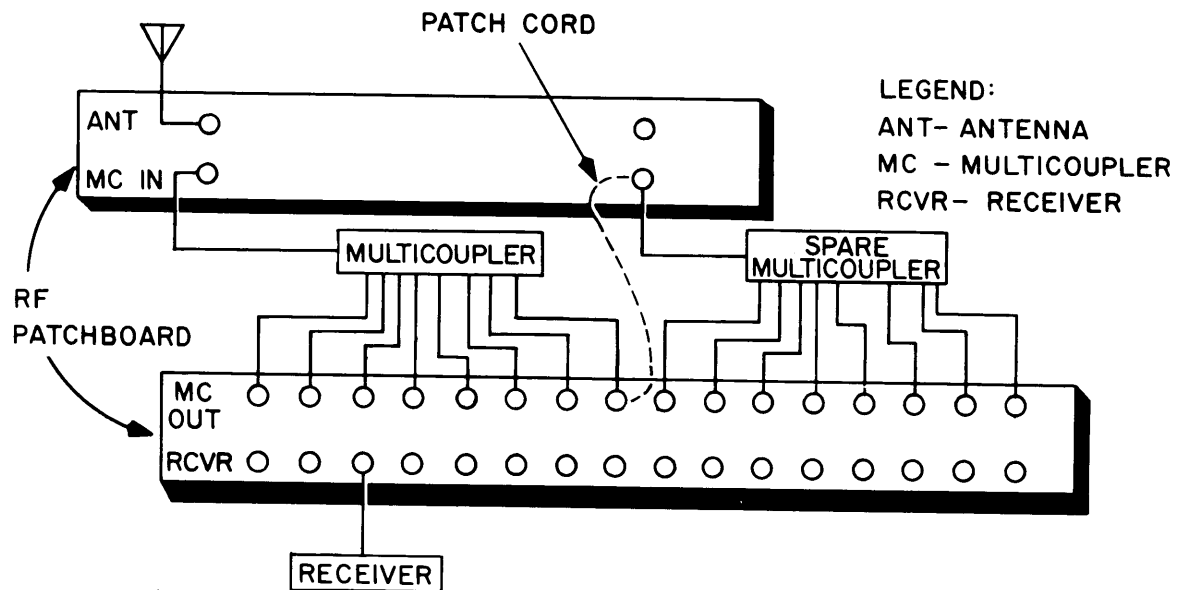 PATCH CORD
LEGEND:
ANT– ANTENNA
MC – MULTICOUPLER
RCVR– RECEIVER
ANT
MC IN
MULTICOUPLER
SPARE
MULTICOUPLER
RF
PATCHBOARD
MC
OUT
RCVR
RECEIVER